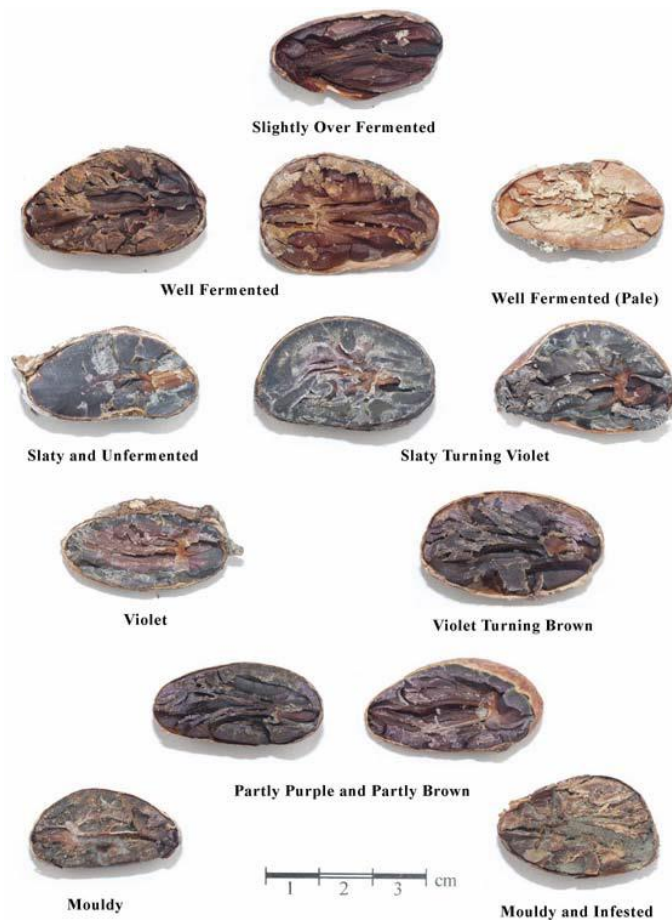 Slightly Over Fermented
Well Fermented
Well Fermented (Pale)
Slaty and Unfermented
Slaty Turning Violet
Violet
Violet Turning Brown
Partly Purple and Partly Brown
Mouldy
1 2 3 cm
Mouldy and Infested